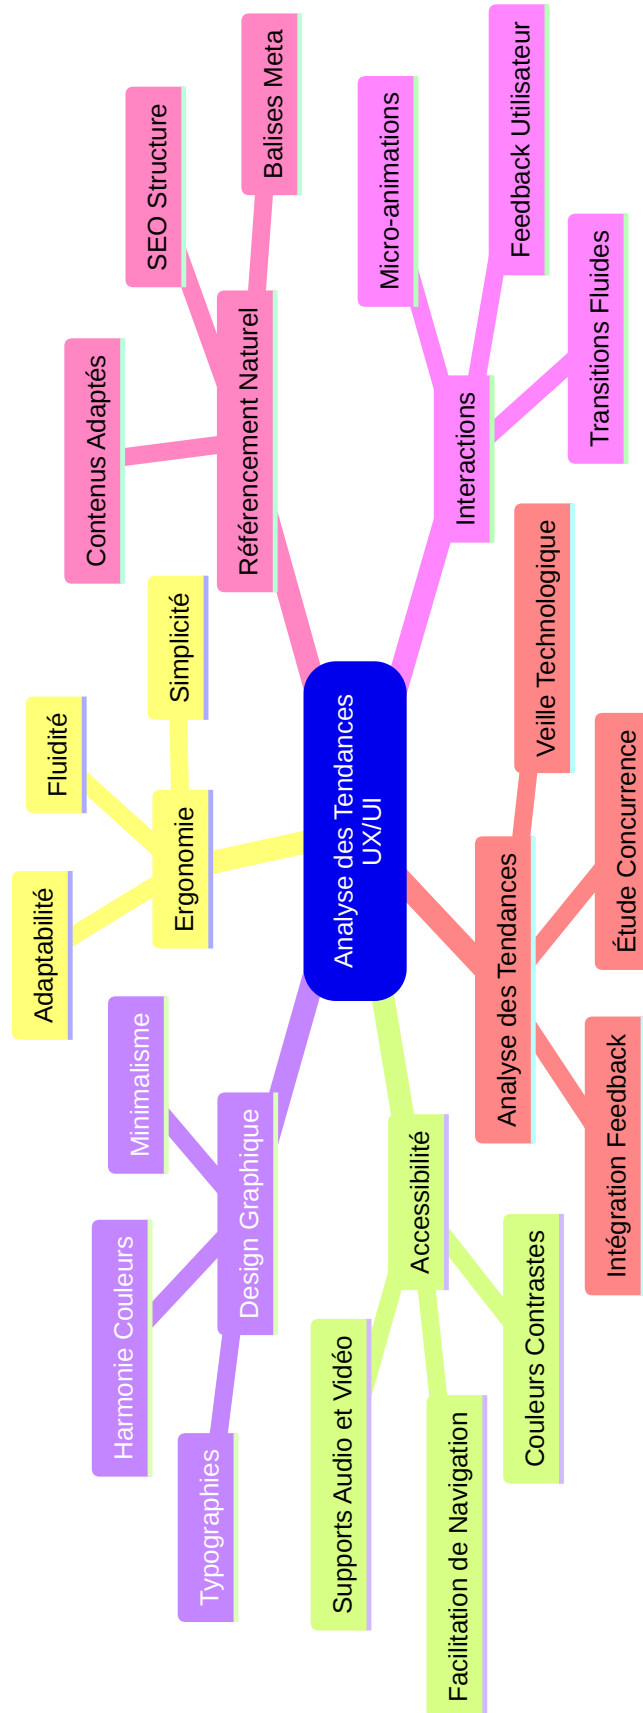 Analyse des Tendances
UX/UI
Ergonomie
Simplicité
Fluidité
Adaptabilité
Design Graphique
Minimalisme
Harmonie Couleurs
Typographies
Accessibilité
Supports Audio et Vidéo
Facilitation de Navigation
Couleurs Contrastes
Analyse des Tendances
Intégration Feedback
Étude Concurrence
Veille Technologique
Interactions
Transitions Fluides
Feedback Utilisateur
Micro-animations
Référencement Naturel
Balises Meta
SEO Structure
Contenus Adaptés